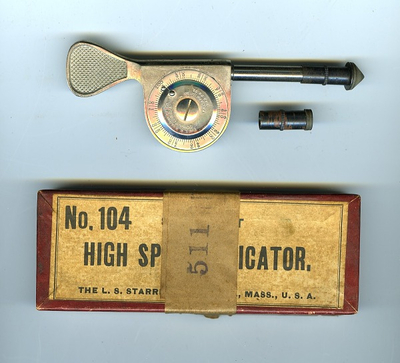 No. 104
HIGH SP ICATOR.
THE L. S. STARR , MASS., U. S. A.
511